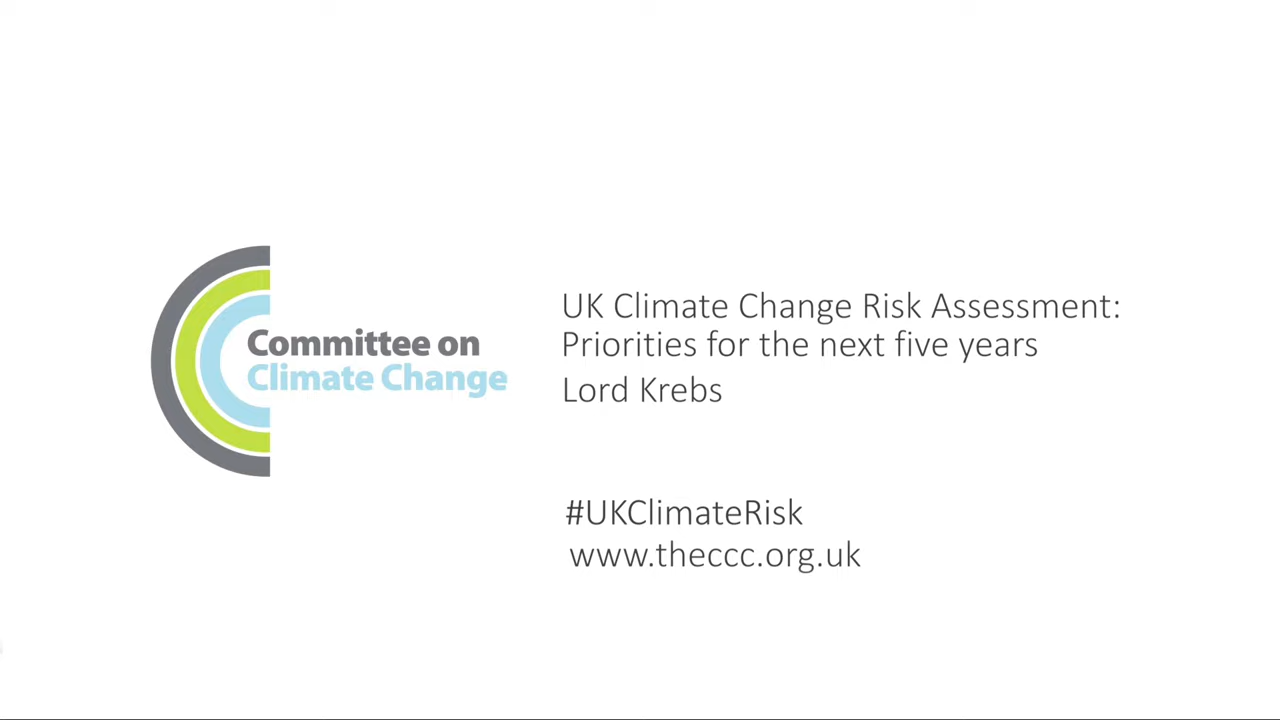 Committee on
Climate Change
UK Climate Change Risk Assessment:
Priorities for the next five years
Lord Krebs
#UKClimateRisk
www.theccc.org.uk